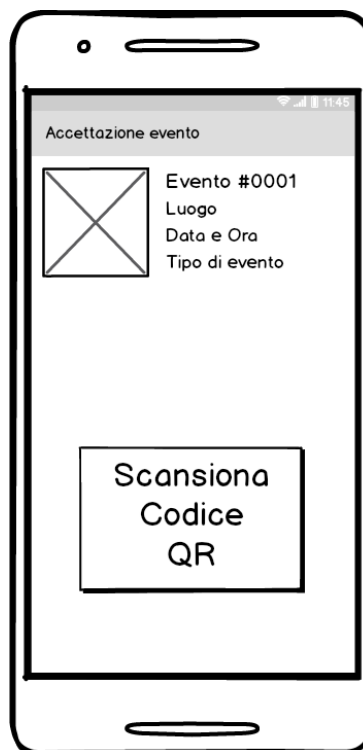 11:45
Accettazione evento
Evento #0001
Luogo
Data e Ora
Tipo di evento
Scansiona
Codice
QR